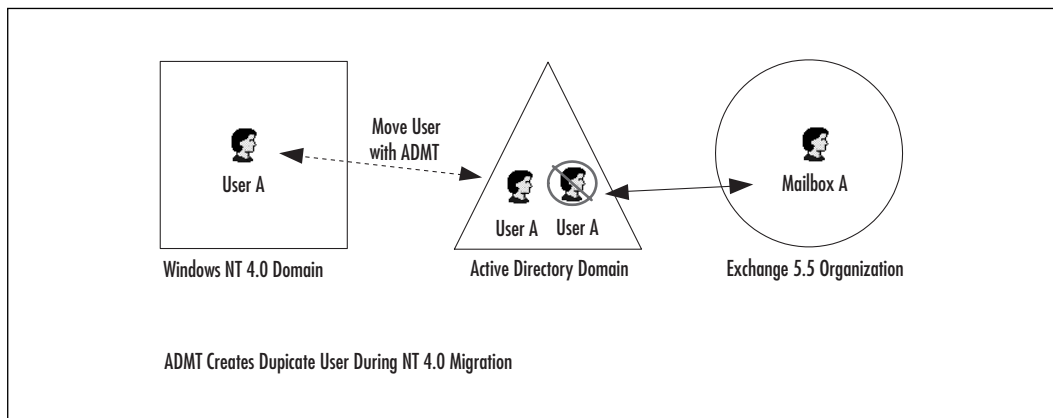 Move User
with ADMT
User A
User A
User A
Mailbox A
Windows NT 4.0 Domain
Active Directory Domain
Exchange 5.5 Organization
ADMT Creates Dupicate User During NT 4.0 Migration